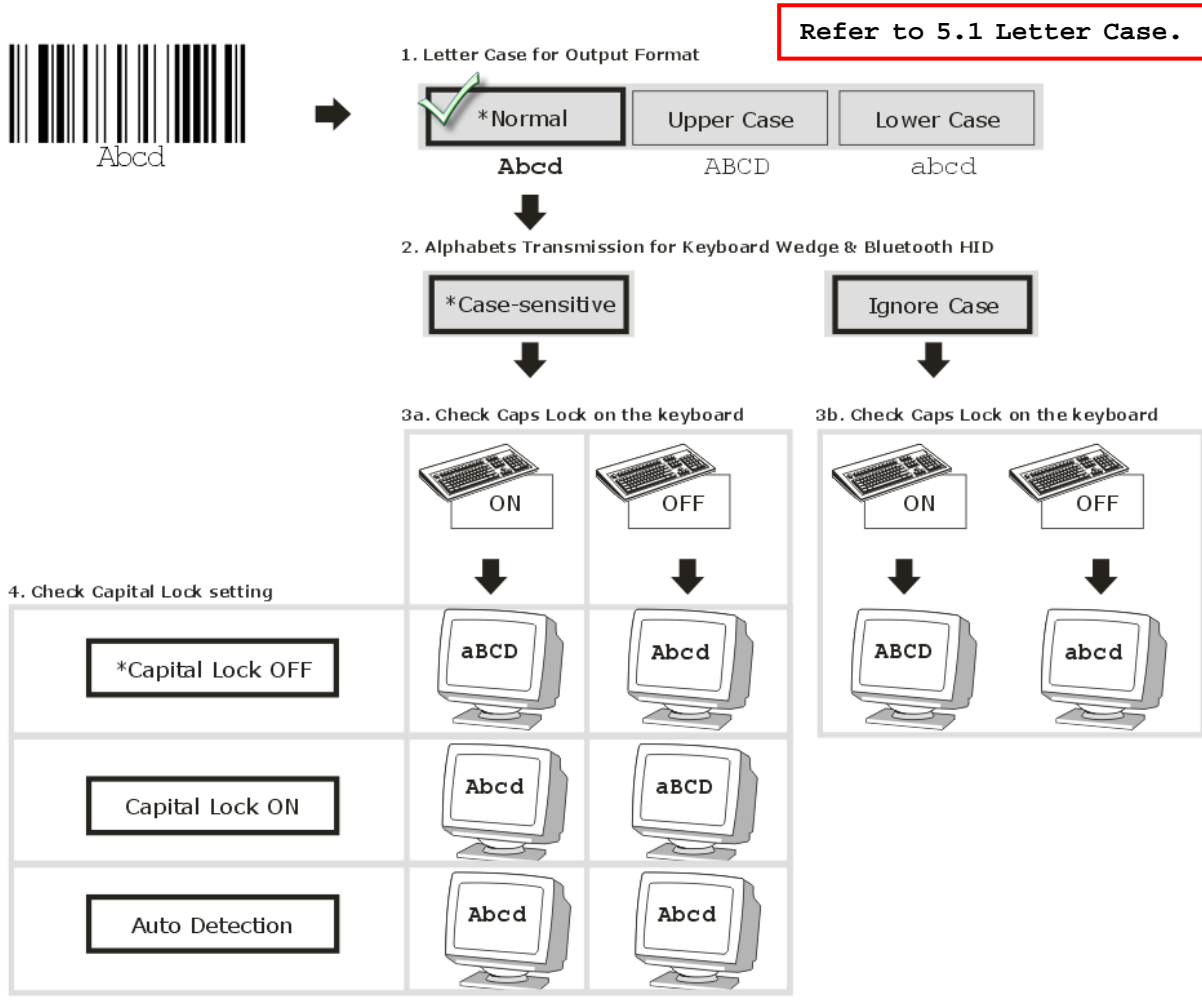 Refer to 5.1 Letter Case.
1. Letter Case for Output Format
Abcd
*Normal Upper Case Lower Case
Abcd ABCD abcd
2. Alphabets Transmission for Keyboard Wedge & Bluetooth HID
*Case-sensitive Ignore Case
3a. Check Caps Lock on the keyboard 3b. Check Caps Lock on the keyboard
ON OFF ON OFF
4. Check Capital Lock setting
*Capital Lock OFF aBCD Abcd ABCD abcd
Capital Lock ON Abcd aBCD
Auto Detection Abcd Abcd